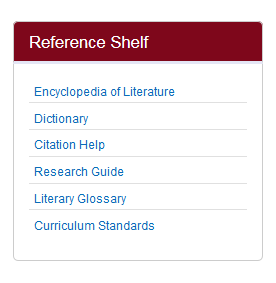 Reference Shelf
Encyclopedia of Literature
Dictionary
Citation Help
Research Guide
Literary Glossary
Curriculum Standards